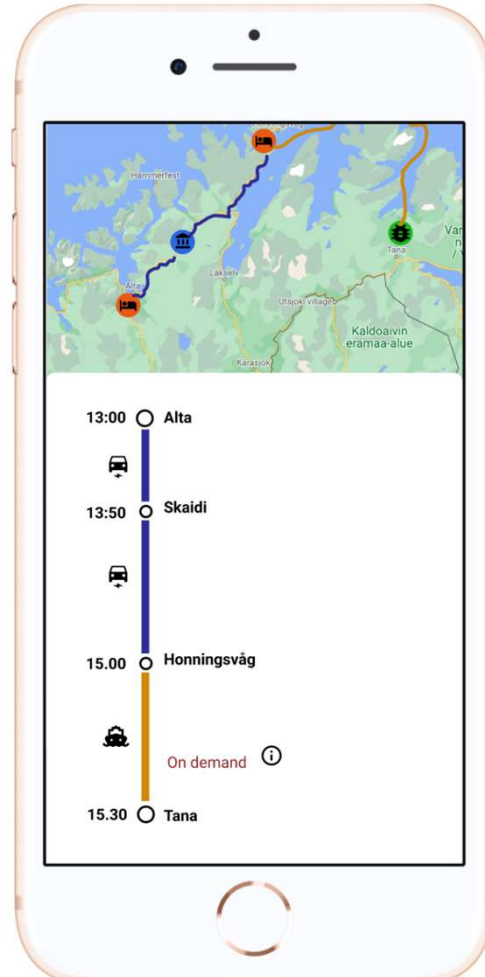 Hammerfest
Tana
Alta
Lakselv
Utsjoki village
Kaldoaivin
erämaa-alue
Karasjok
13:00 Alta
13:50 Skaidi
15.00 Honningsvåg
On demand
15.30 Tana